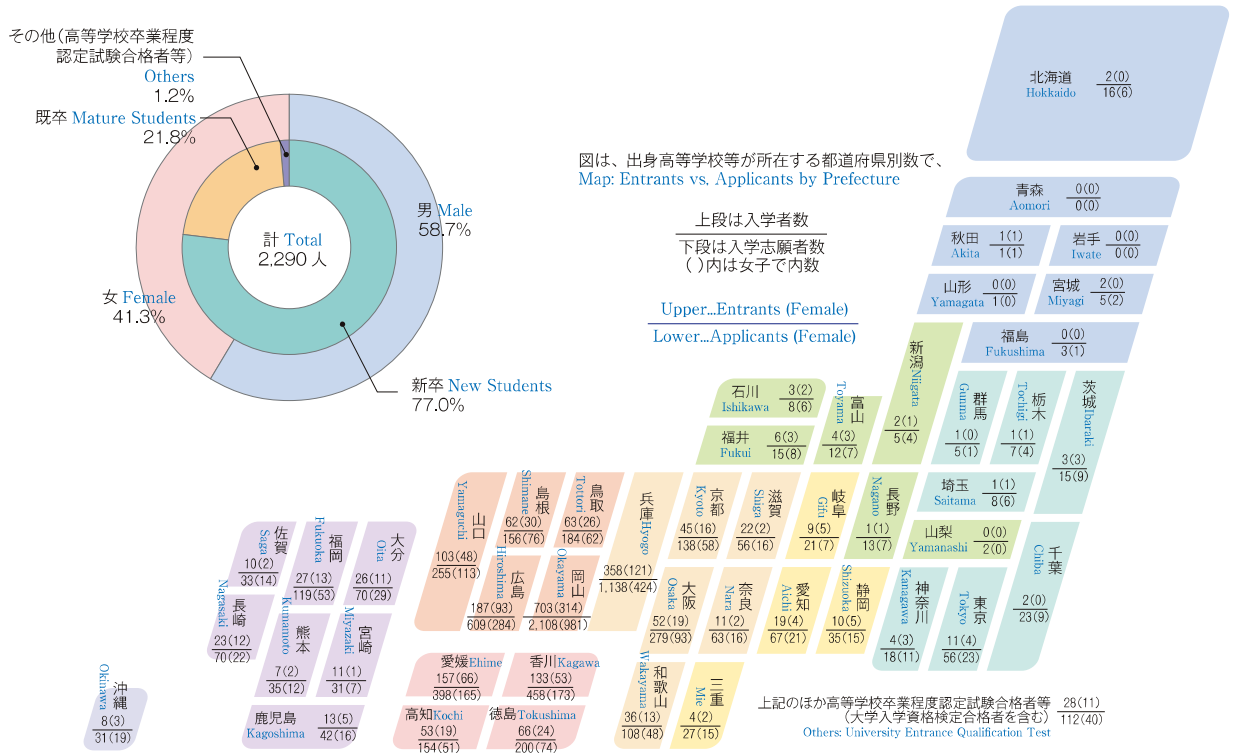 その他(高等学校卒業程度
認定試験合格者等)
Others
1.2%
既卒 Mature Students
21.8%
計 Total
2,290 人
男 Male
58.7%
女 Female
41.3%
新卒 New Students
77.0%
図は、出身高等学校等が所在する都道府県別数で、
Map: Entrants vs. Applicants by Prefecture
上段は入学者数
下段は入学志願者数
( )内は女子で内数
Upper...Entrants (Female)
Lower...Applicants (Female)
北海道
Hokkaido
2(0)
16(6)
青森
Aomori
0(0)
0(0)
秋田
Akita
1(1)
1(1)
岩手
Iwate
0(0)
0(0)
山形
Yamagata
0(0)
1(0)
宮城
Miyagi
2(0)
5(2)
福島
Fukushima
0(0)
3(1)
新潟 Niigata
2(1)
5(4)
群馬
Gunma
1(0)
5(1)
栃木
Tochigi
1(1)
7(4)
茨城 Ibaraki
3(3)
15(9)
石川
Ishikawa
3(2)
8(6)
富山
Toyama
4(3)
12(7)
福井
Fukui
6(3)
15(8)
埼玉
Saitama
1(1)
8(6)
山梨
Yamanashi
0(0)
2(0)
千葉
Chiba
2(0)
23(9)
長野
Nagano
1(1)
13(7)
岐阜
Gifu
9(5)
21(7)
滋賀
Shiga
22(2)
56(16)
京都
Kyoto
45(16)
138(58)
兵庫 Hyogo
358(121)
1,138(424)
鳥取
Tottori
63(26)
184(62)
島根
Shimane
62(30)
156(76)
山口
Yamaguchi
103(48)
255(113)
広島
Hiroshima
187(93)
609(284)
岡山
Okayama
703(314)
2,108(981)
大阪
Osaka
52(19)
279(93)
奈良
Nara
11(2)
63(16)
愛知
Aichi
19(4)
67(21)
静岡
Shizuoka
10(5)
35(15)
神奈川
Kanagawa
4(3)
18(11)
東京
Tokyo
11(4)
56(23)
和歌山
Wakayama
36(13)
108(48)
三重
Mie
4(2)
27(15)
愛媛 Ehime
157(66)
398(165)
香川 Kagawa
133(53)
458(173)
高知 Kochi
53(19)
154(51)
徳島 Tokushima
66(24)
200(74)
佐賀
Saga
10(2)
33(14)
福岡
Fukuoka
27(13)
119(53)
大分
Oita
26(11)
70(29)
長崎
Nagasaki
23(12)
70(22)
熊本
Kumamoto
7(2)
35(12)
宮崎
Miyazaki
11(1)
31(7)
鹿児島
Kagoshima
13(5)
42(16)
沖縄
Okinawa
8(3)
31(19)
上記のほか高等学校卒業程度認定試験合格者等
(大学入学資格検定合格者を含む)
28(11)
112(40)
Others: University Entrance Qualification Test